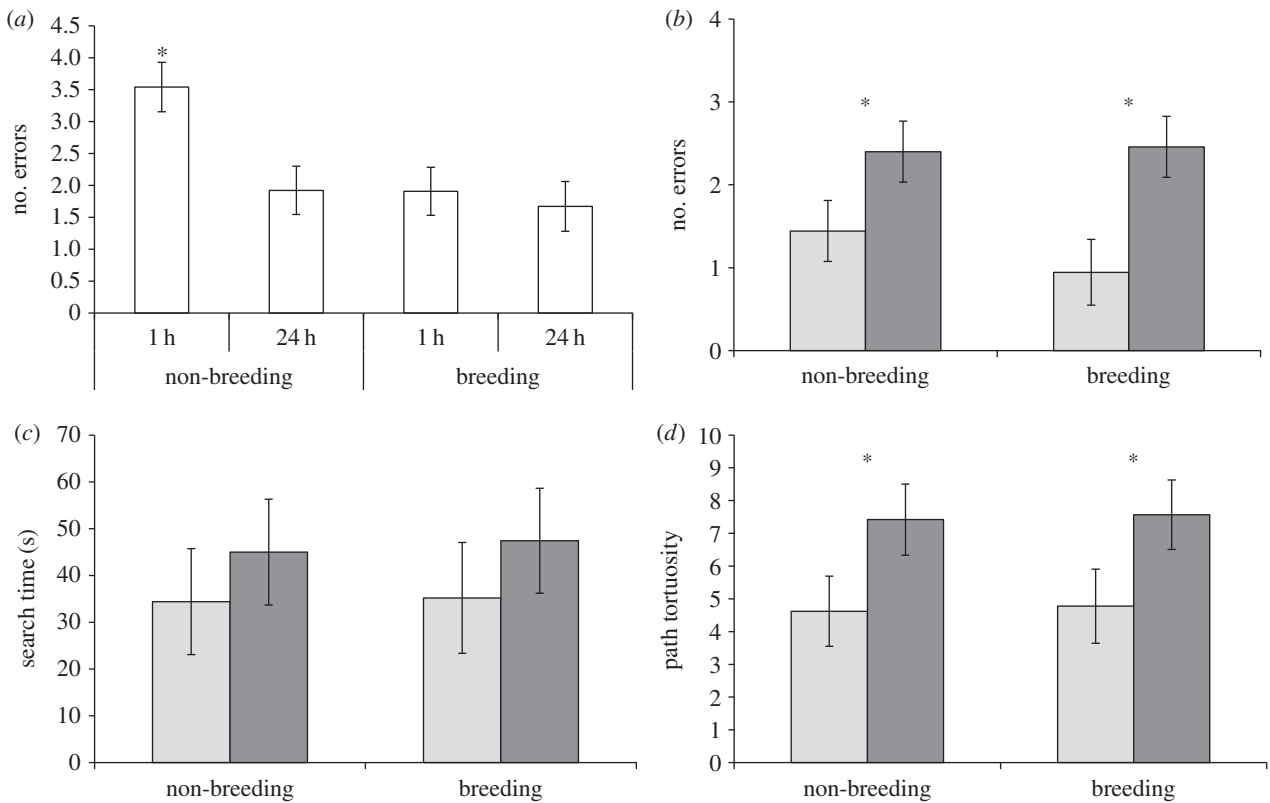 (a)
4.5
4.0
3.5
3.0
2.5
2.0
1.5
1.0
0.5
0
no. errors
*
1 h
24 h
1 h
24 h
non-breeding
breeding
(b)
4
3
2
1
0
no. errors
*
*
non-breeding
breeding
(c)
70
60
50
40
30
20
10
0
search time (s)
non-breeding
breeding
(d)
10
9
8
7
6
5
4
3
2
1
0
path tortuosity
*
*
non-breeding
breeding